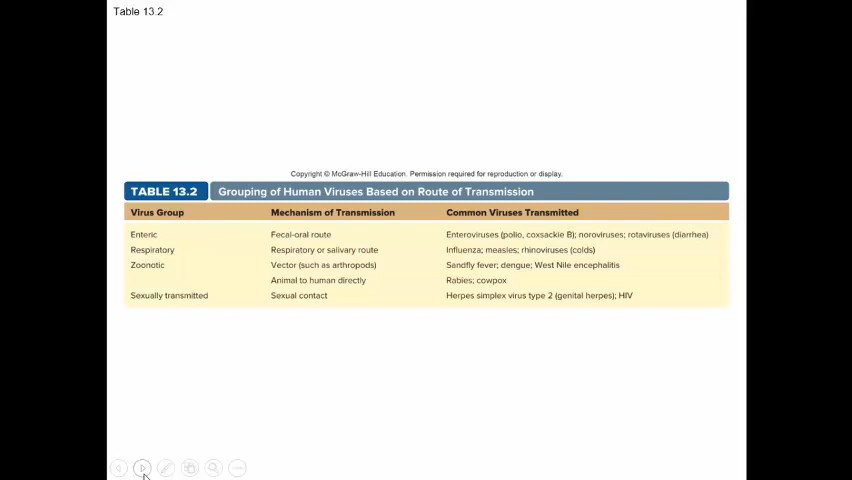 Table 13.2
Copyright © McGraw-Hill Education. Permission required for reproduction or display.
TABLE 13.2 Grouping of Human Viruses Based on Route of Transmission
Virus Group Mechanism of Transmission Common Viruses Transmitted
Enteric Fecal-oral route Enteroviruses (polio, coxsackie B); noroviruses; rotaviruses (diarrhea)
Respiratory Respiratory or salivary route Influenza; measles; rhinoviruses (colds)
Zoonotic Vector (such as arthropods) Sandfly fever; dengue; West Nile encephalitis
Animal to human directly Rabies; cowpox
Sexually transmitted Sexual contact Herpes simplex virus type 2 (genital herpes); HIV